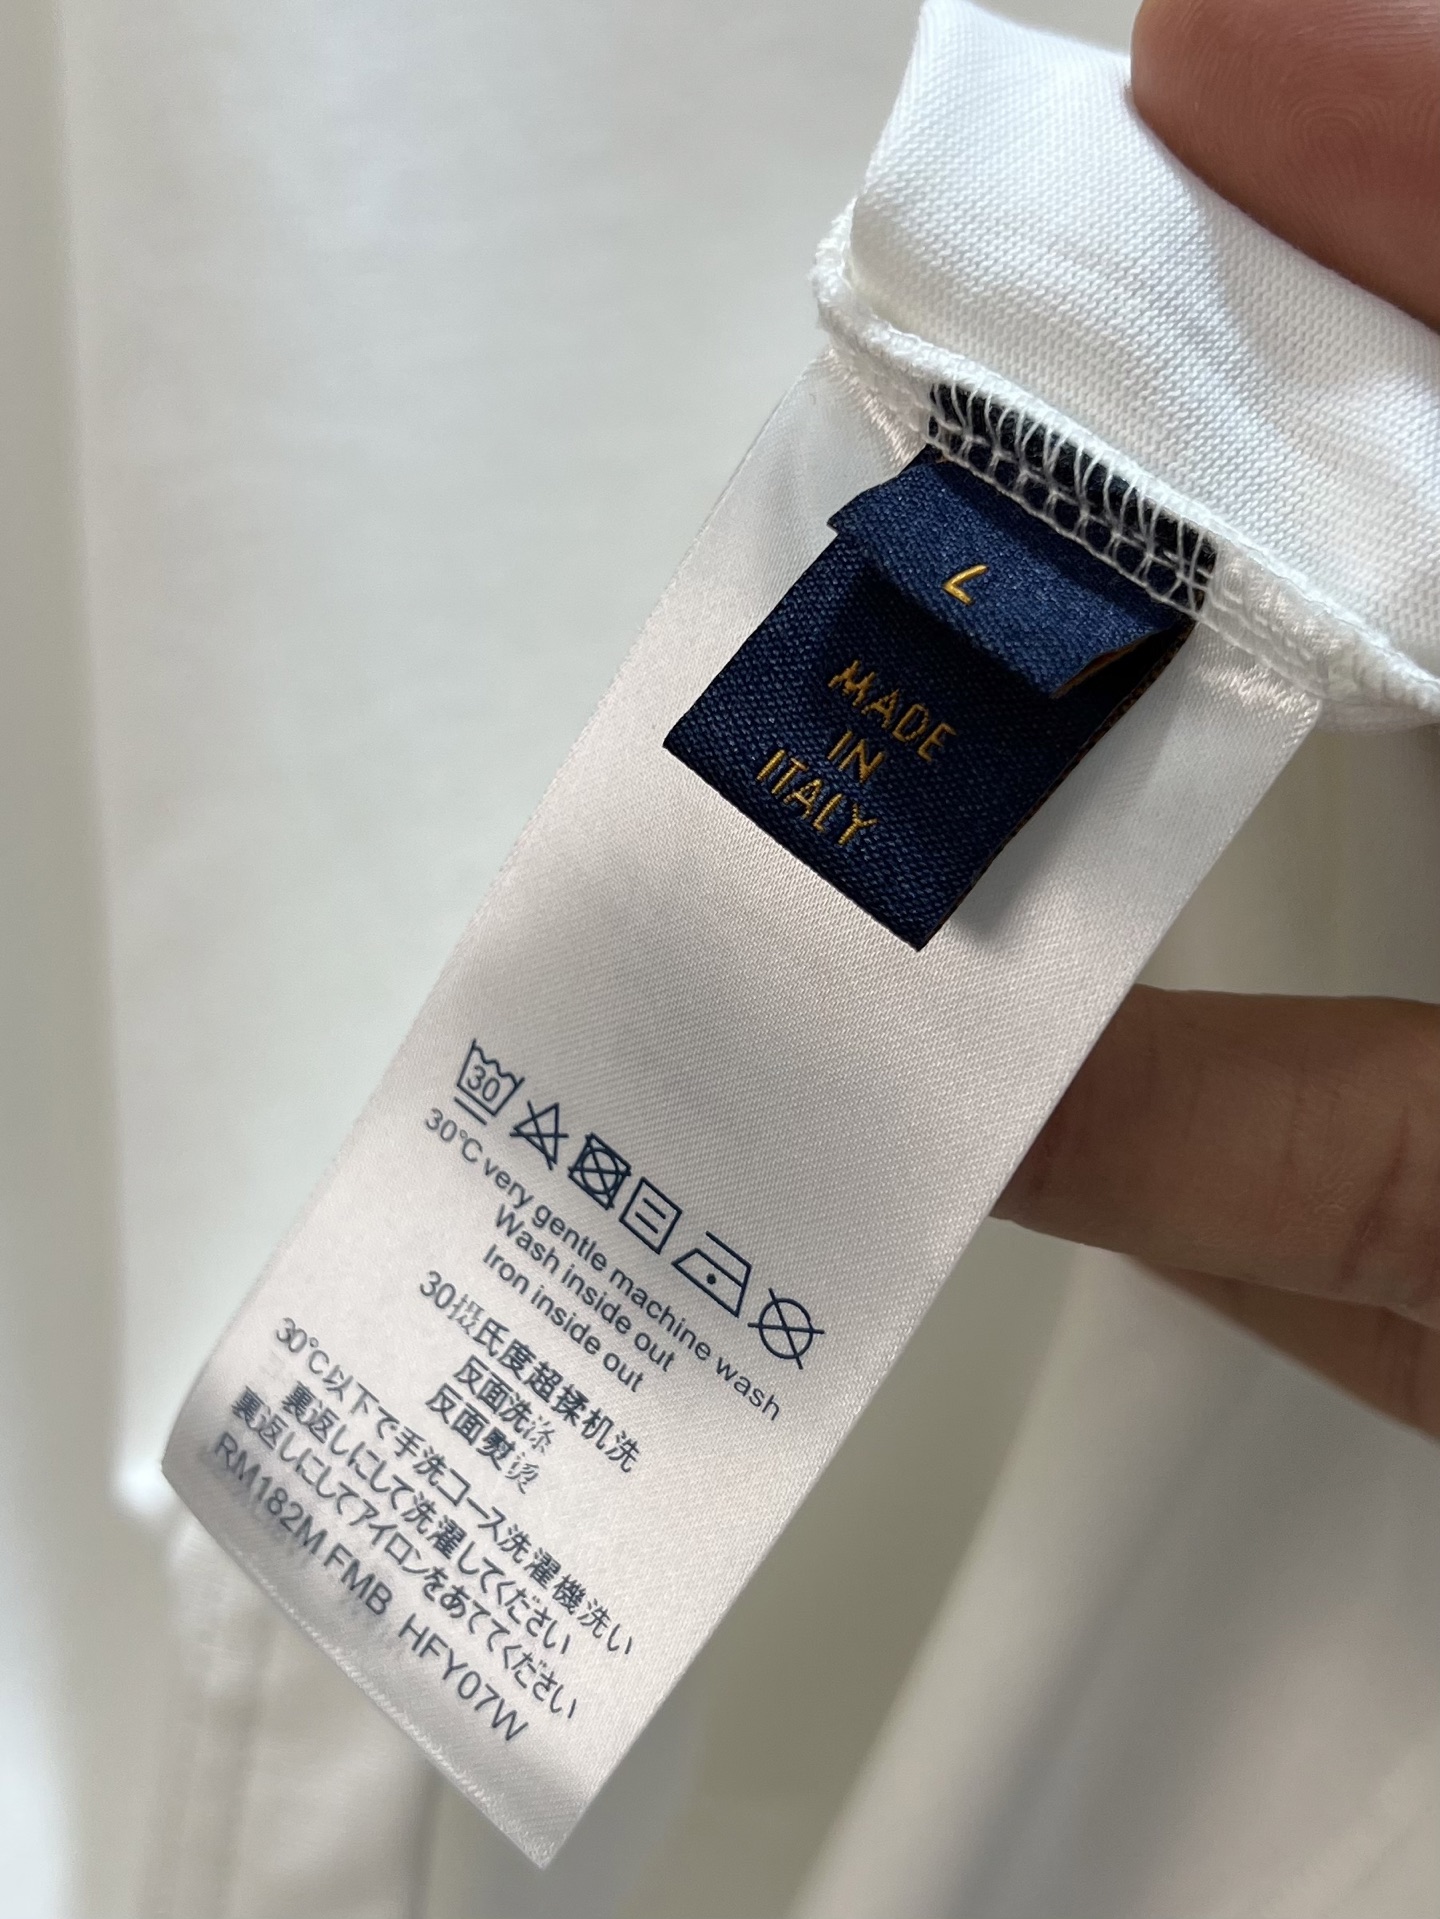 L
MADE
IN
ITALY
30
30°C very gentle machine wash
Wash inside out
Iron inside out
30摄氏度超揉机洗
反面洗涤
反面熨烫
30℃以下で手洗コース洗濯機洗い
裏返しにして洗濯してください
裏返しにしてアイロンをあててください
RM182M FMB HFY07W